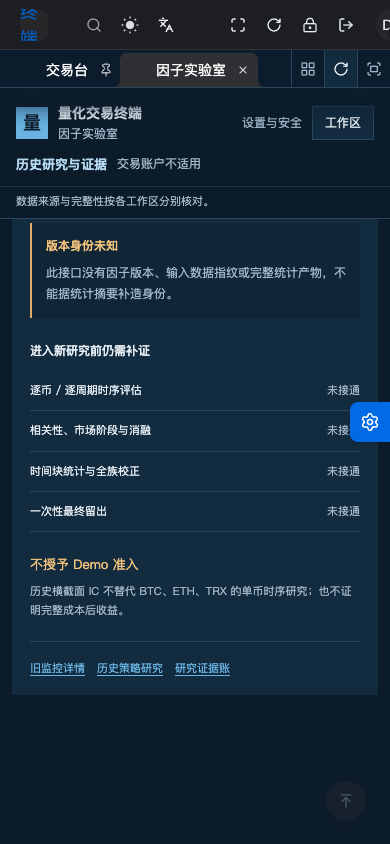 终端
D
交易台
因子实验室
量
量化交易终端
因子实验室
设置与安全
工作区
历史研究与证据 交易账户不适用
数据来源与完整性按各工作区分别核对。
版本身份未知
此接口没有因子版本、输入数据指纹或完整统计产物，不
能据统计摘要补造身份。
进入新研究前仍需补证
逐币 / 逐周期时序评估 未接通
相关性、市场阶段与消融 未接
时间块统计与全族校正 未接通
一次性最终留出 未接通
不授予 Demo 准入
历史横截面 IC 不替代 BTC、ETH、TRX 的单币时序研究；也不证
明完整成本后收益。
旧监控详情 历史策略研究 研究证据账